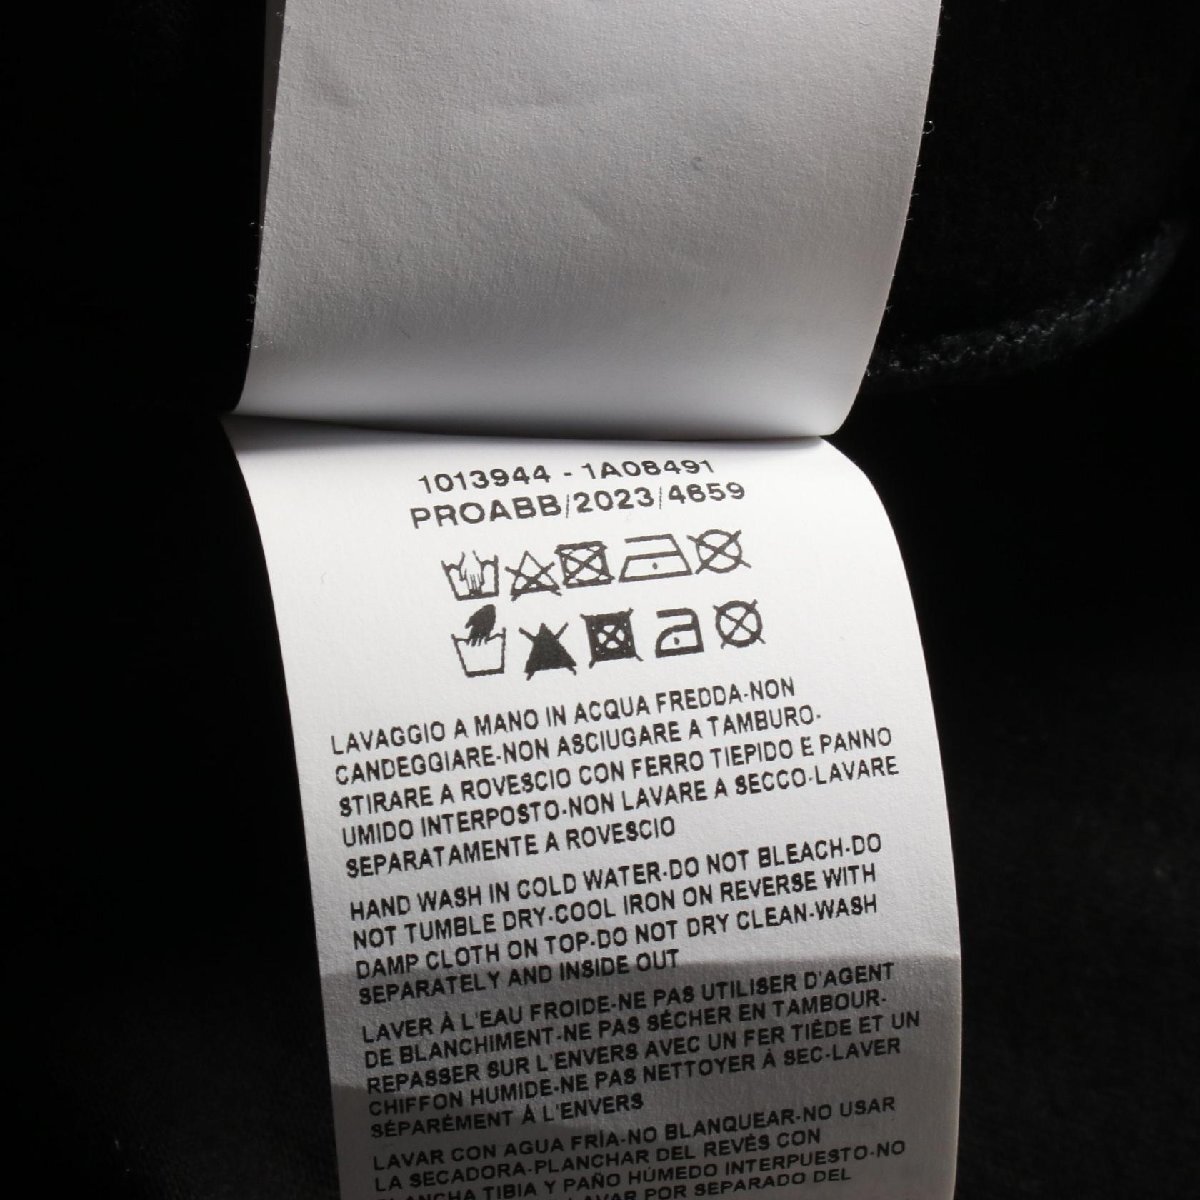 1013944 - 1A08491
PROABB/2023/4659
LAVAGGIO A MANO IN ACQUA FREDDA-NON
CANDEGGIARE-NON ASCIUGARE A TAMBURO-
STIRARE A ROVESCIO CON FERRO TIEPIDO E PANNO
UMIDO INTERPOSTO-NON LAVARE A SECCO-LAVARE
SEPARATAMENTE A ROVESCIO
HAND WASH IN COLD WATER-DO NOT BLEACH-DO
NOT TUMBLE DRY-COOL IRON ON REVERSE WITH
DAMP CLOTH ON TOP-DO NOT DRY CLEAN-WASH
SEPARATELY AND INSIDE OUT
LAVER À L'EAU FROIDE-NE PAS UTILISER D'AGENT
DE BLANCHIMENT-NE PAS SÉCHER EN TAMBOUR-
REPASSER SUR L'ENVERS AVEC UN FER TIÈDE ET UN
CHIFFON HUMIDE-NE PAS NETTOYER À SEC-LAVER
SÉPARÉMENT À L'ENVERS
LAVAR CON AGUA FRÍA-NO BLANQUEAR-NO USAR
LA SECADORA-PLANCHAR DEL REVÉS CON
PLANCHA TIBIA Y PAÑO HÚMEDO INTERPUESTO-NO
LAVAR POR SEPARADO DEL